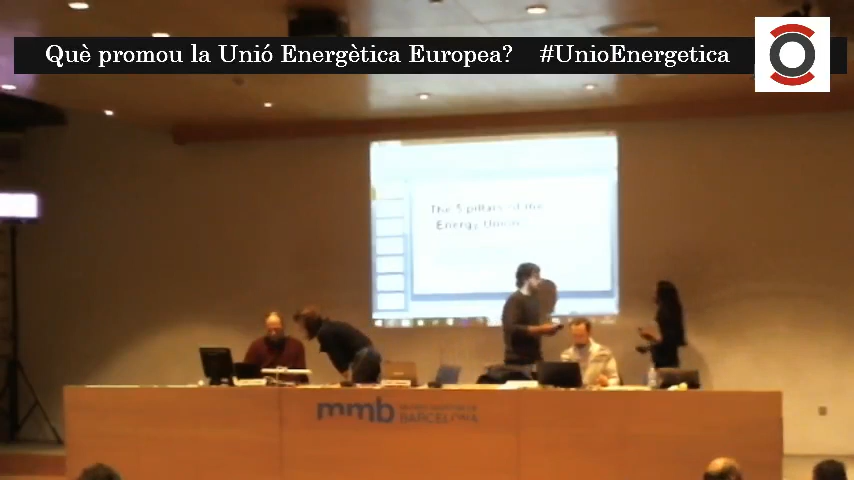 Què promou la Unió Energètica Europea? #UnioEnergetica
The 5 pillars of the
Energy Union
mmb
BARCELONA